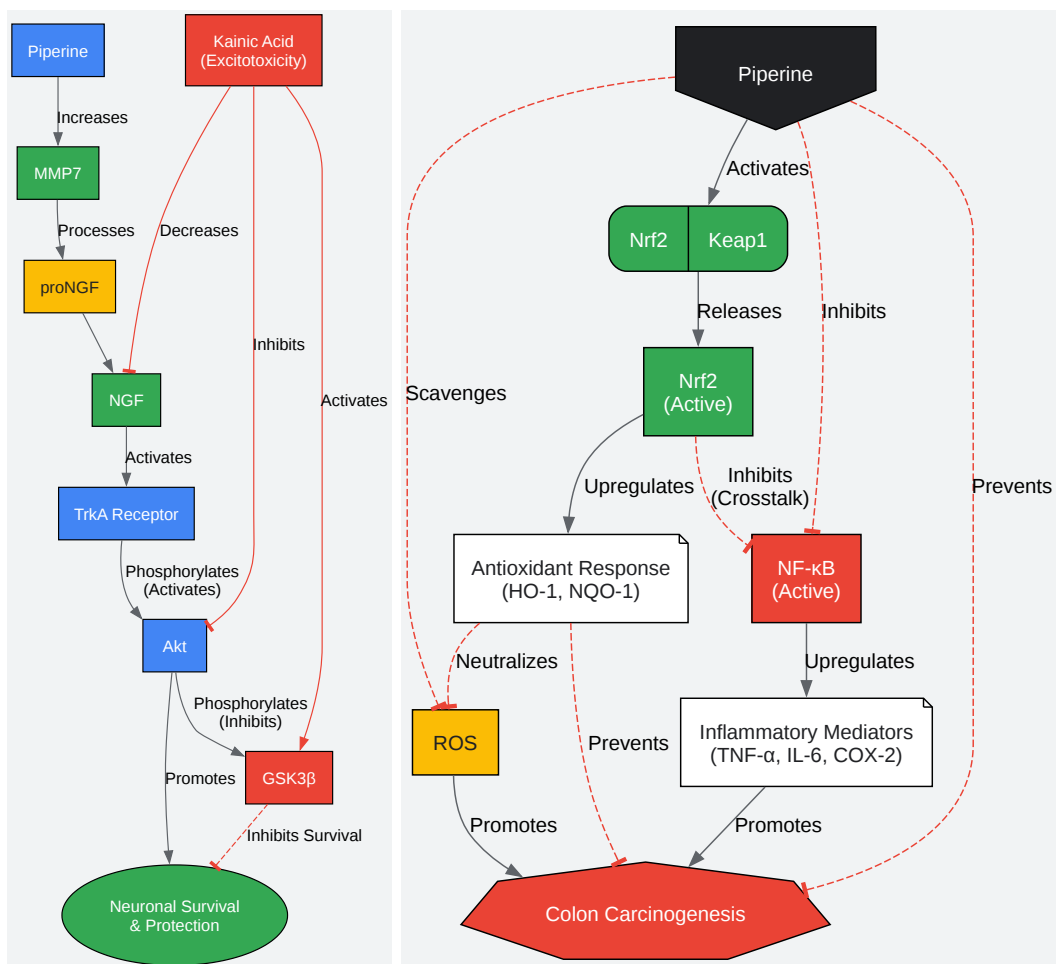 Piperine
Kainic Acid
(Excitotoxicity)
Increases
MMP7
Processes
Decreases
proNGF
Inhibits
NGF
Activates
Activates
TrkA Receptor
Phosphorylates
(Activates)
Akt
Phosphorylates
(Inhibits)
Promotes
GSK3β
Inhibits Survival
Neuronal Survival
& Protection
Piperine
Activates
Nrf2
Keap1
Releases
Inhibits
Nrf2
(Active)
Scavenges
Upregulates
Inhibits
(Crosstalk)
Prevents
Antioxidant Response
(HO-1, NQO-1)
NF-κB
(Active)
Neutralizes
Upregulates
ROS
Prevents
Inflammatory Mediators
(TNF-α, IL-6, COX-2)
Promotes
Promotes
Colon Carcinogenesis